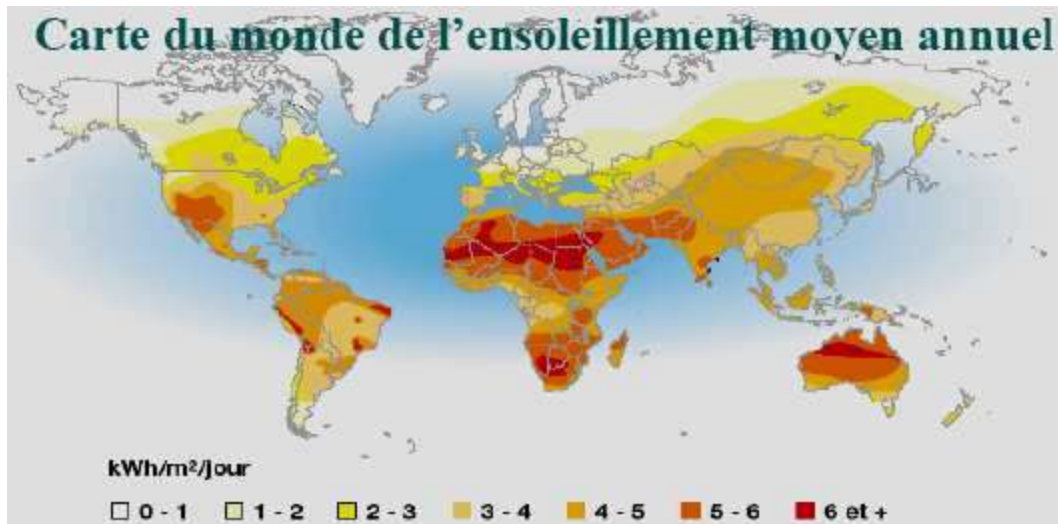 Carte du monde de l'ensoleillement moyen annuel
kWh/m²/jour
0 - 1 1 - 2 2 - 3 3 - 4 4 - 5 5 - 6 6 et +